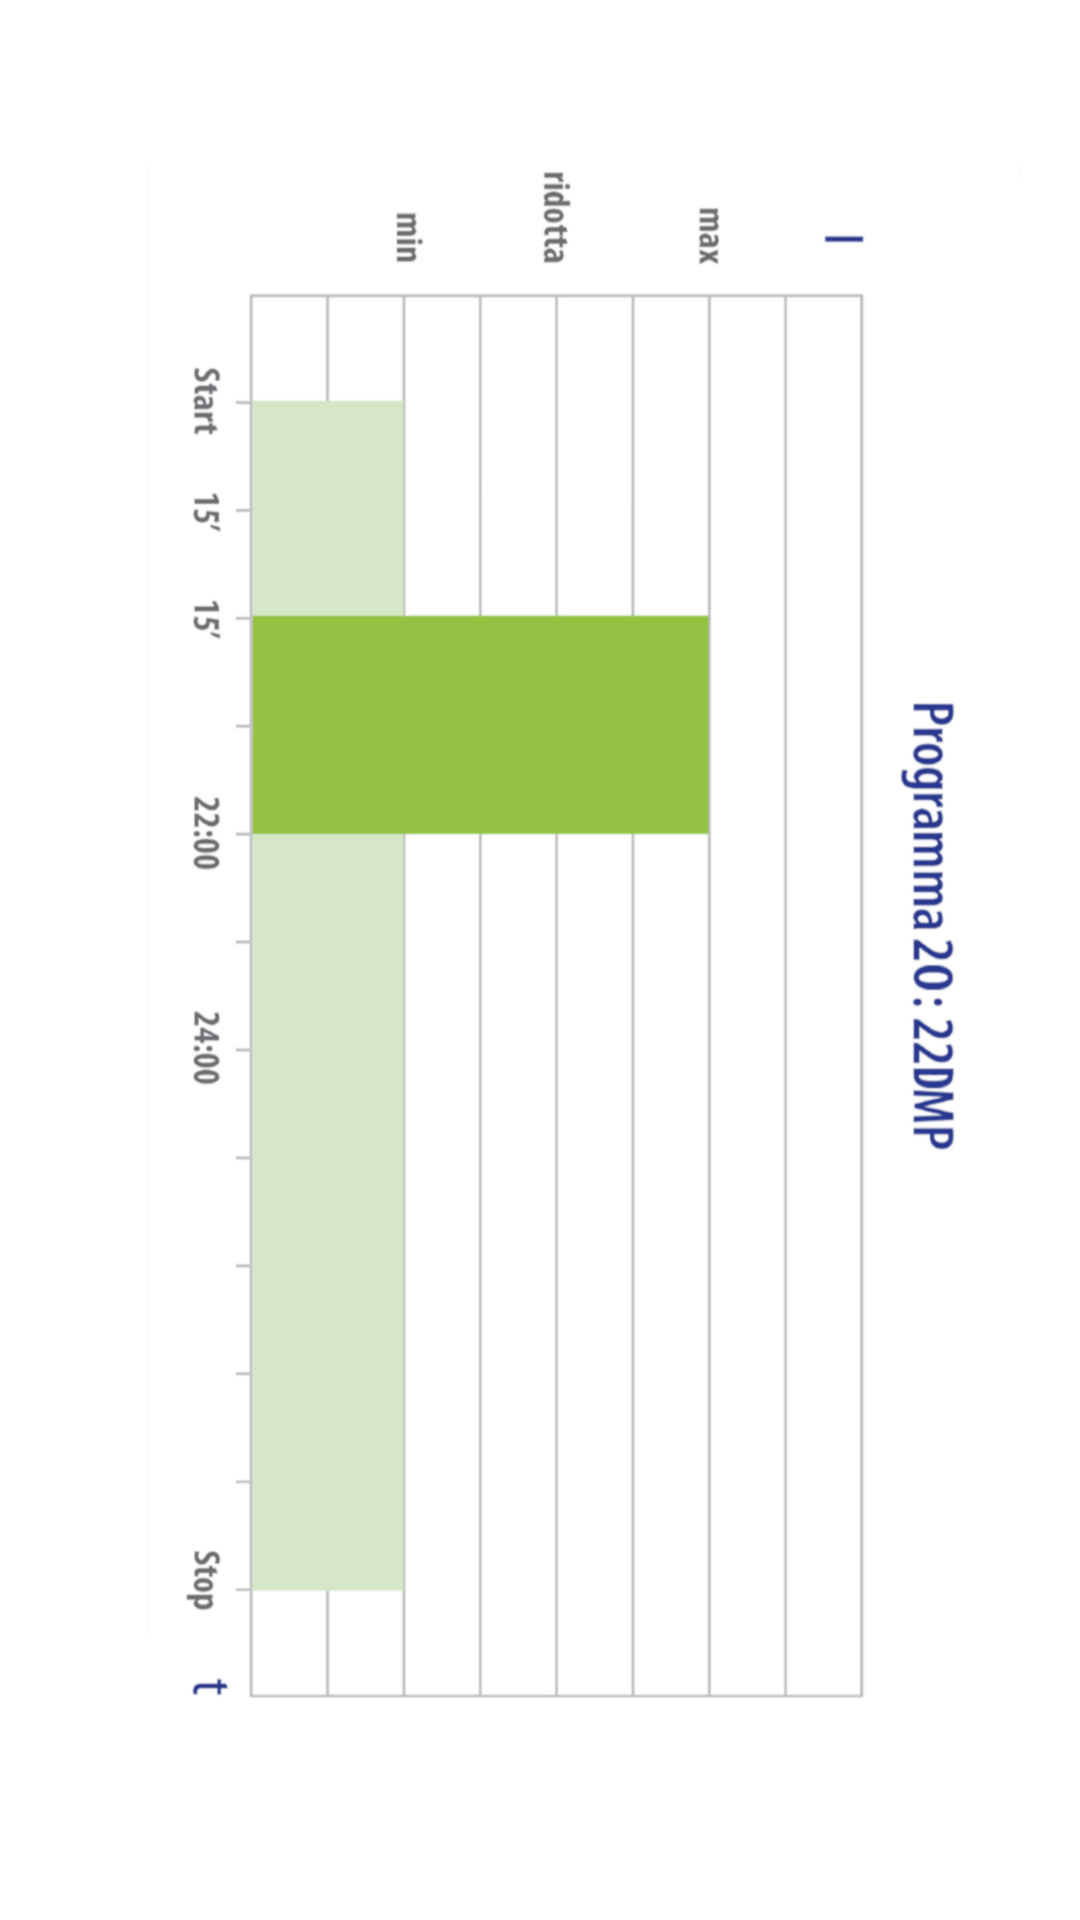 Programma 20: 22DMP
I
max
ridotta
min
Start 15’ 15’ 22:00 24:00 Stop t